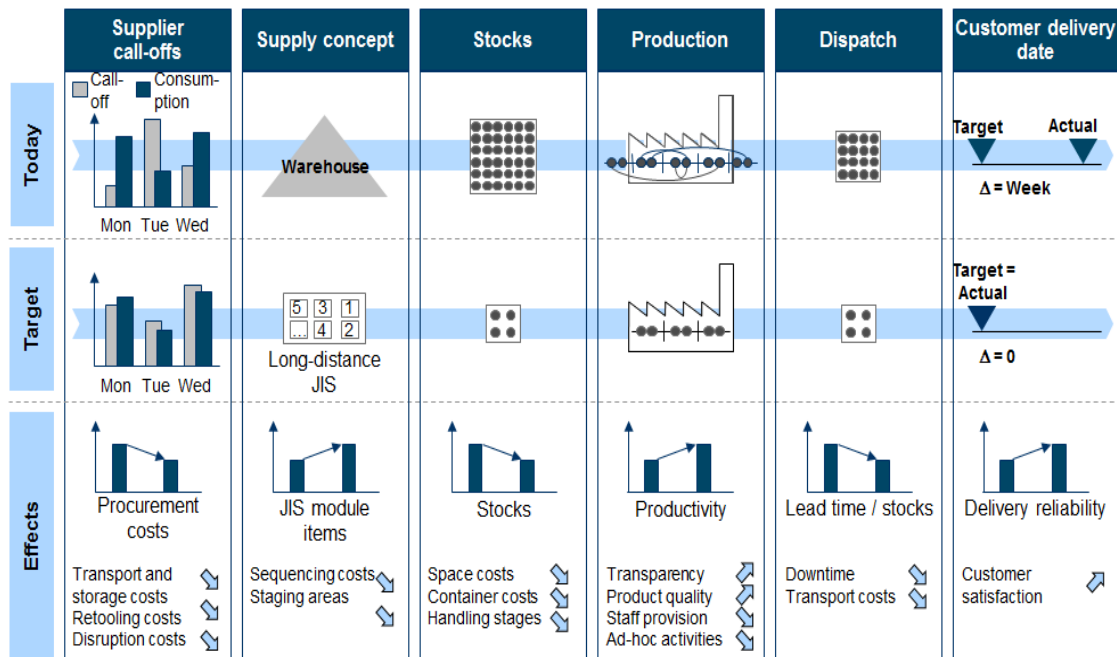 Supplier
call-offs
Supply concept
Stocks
Production
Dispatch
Customer delivery
date
Today
Call-
off
Consum-
ption
Mon Tue Wed
Warehouse
Target Actual
Δ = Week
Target
Mon Tue Wed
5 3 1
... 4 2
Long-distance
JIS
Target =
Actual
Δ = 0
Effects
Procurement
costs
Transport and
storage costs
Retooling costs
Disruption costs
JIS module
items
Sequencing costs
Staging areas
Stocks
Space costs
Container costs
Handling stages
Productivity
Transparency
Product quality
Staff provision
Ad-hoc activities
Lead time / stocks
Downtime
Transport costs
Delivery reliability
Customer
satisfaction